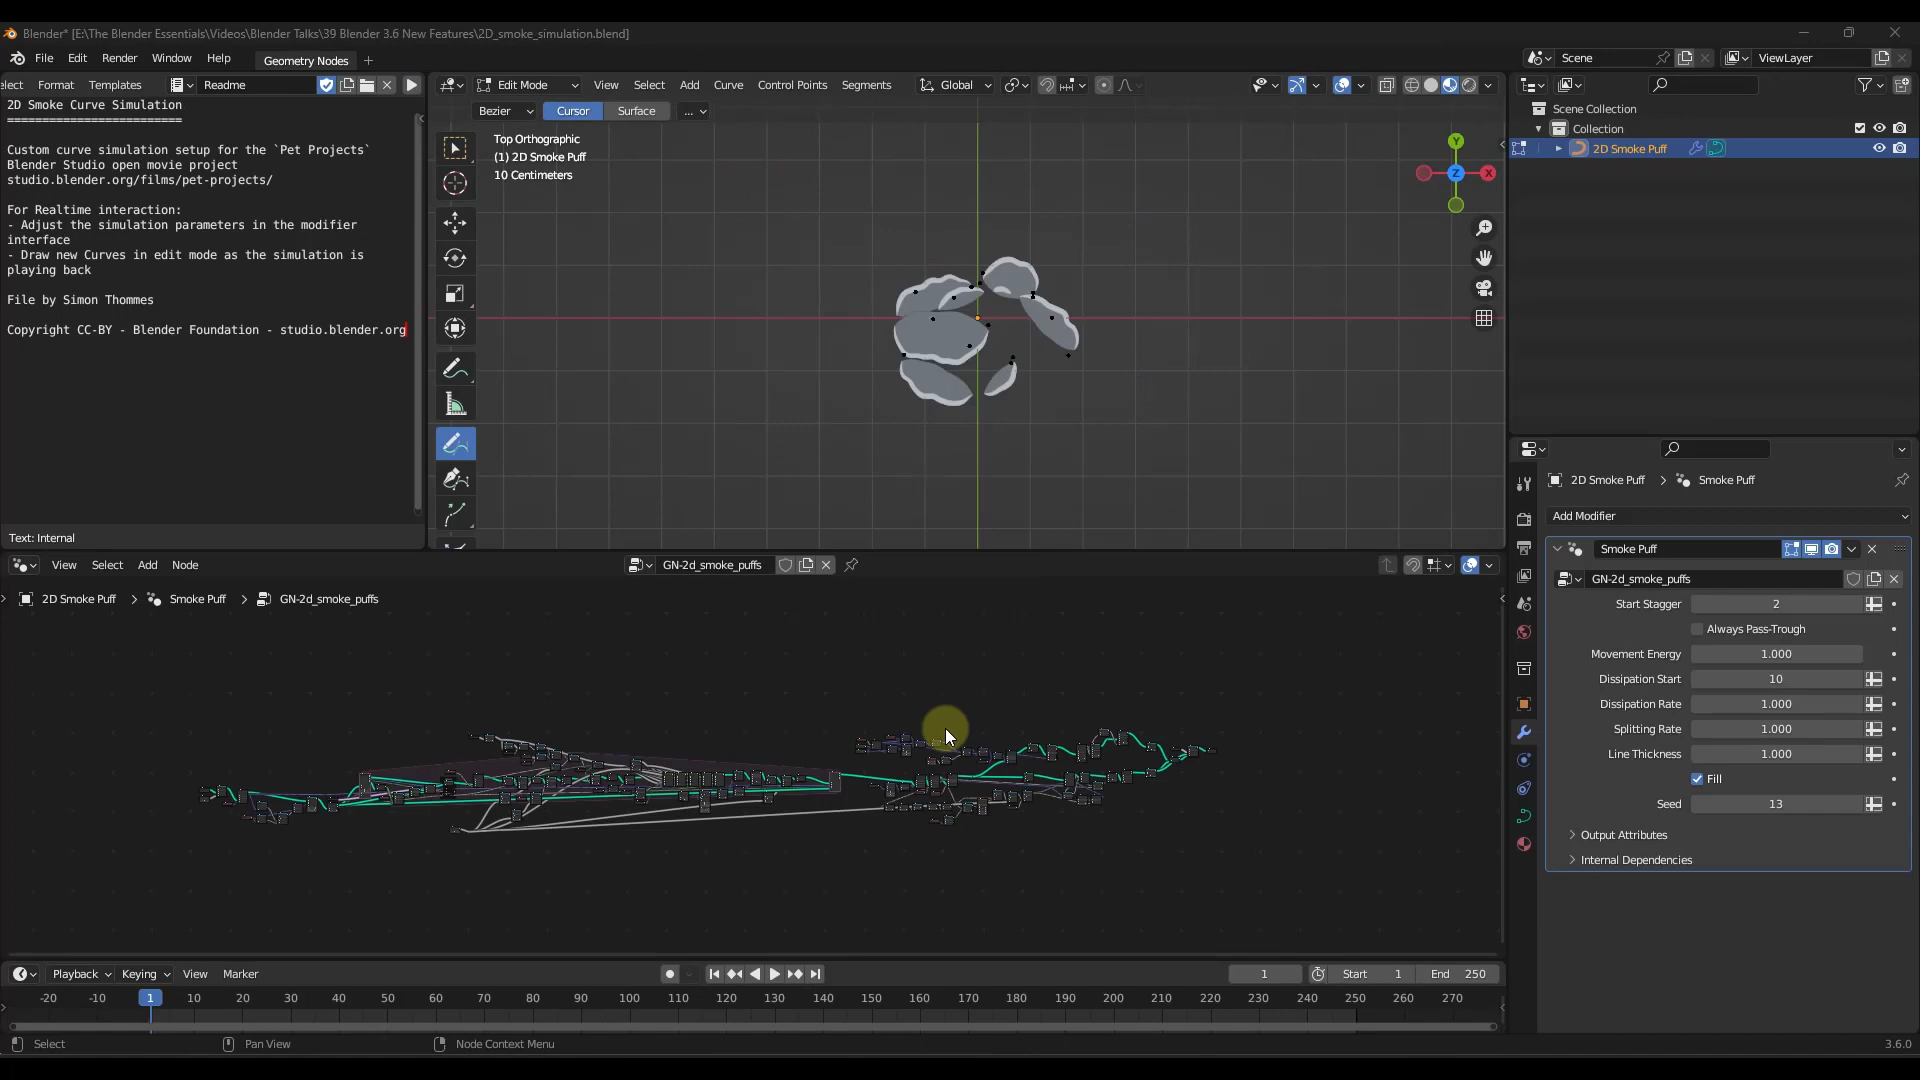 Blender* [E:\The Blender Essentials\Videos\Blender Talks\39 Blender 3.6 New Features\2D_smoke_simulation.blend]
File Edit Render Window Help Geometry Nodes +
Scene
ViewLayer
ect Format Templates
Readme
2D Smoke Curve Simulation
=========================
Custom curve simulation setup for the `Pet Projects`
Blender Studio open movie project
studio.blender.org/films/pet-projects/
For Realtime interaction:
- Adjust the simulation parameters in the modifier
interface
- Draw new Curves in edit mode as the simulation is
playing back
File by Simon Thommes
Copyright CC-BY - Blender Foundation - studio.blender.org
Text: Internal
Edit Mode View Select Add Curve Control Points Segments Global
Bezier Cursor Surface ...
Top Orthographic
(1) 2D Smoke Puff
10 Centimeters
Y
X
Z
Scene Collection
Collection
2D Smoke Puff
2D Smoke Puff > Smoke Puff
Add Modifier
Smoke Puff
GN-2d_smoke_puffs
Start Stagger 2
Always Pass-Trough
Movement Energy 1.000
Dissipation Start 10
Dissipation Rate 1.000
Splitting Rate 1.000
Line Thickness 1.000
Fill
Seed 13
Output Attributes
Internal Dependencies
View Select Add Node
GN-2d_smoke_puffs
2D Smoke Puff > Smoke Puff > GN-2d_smoke_puffs
Playback Keying View Marker
1 Start 1 End 250
-20 -10 1 10 20 30 40 50 60 70 80 90 100 110 120 130 140 150 160 170 180 190 200 210 220 230 240 250 260 270
Select Pan View Node Context Menu
3.6.0